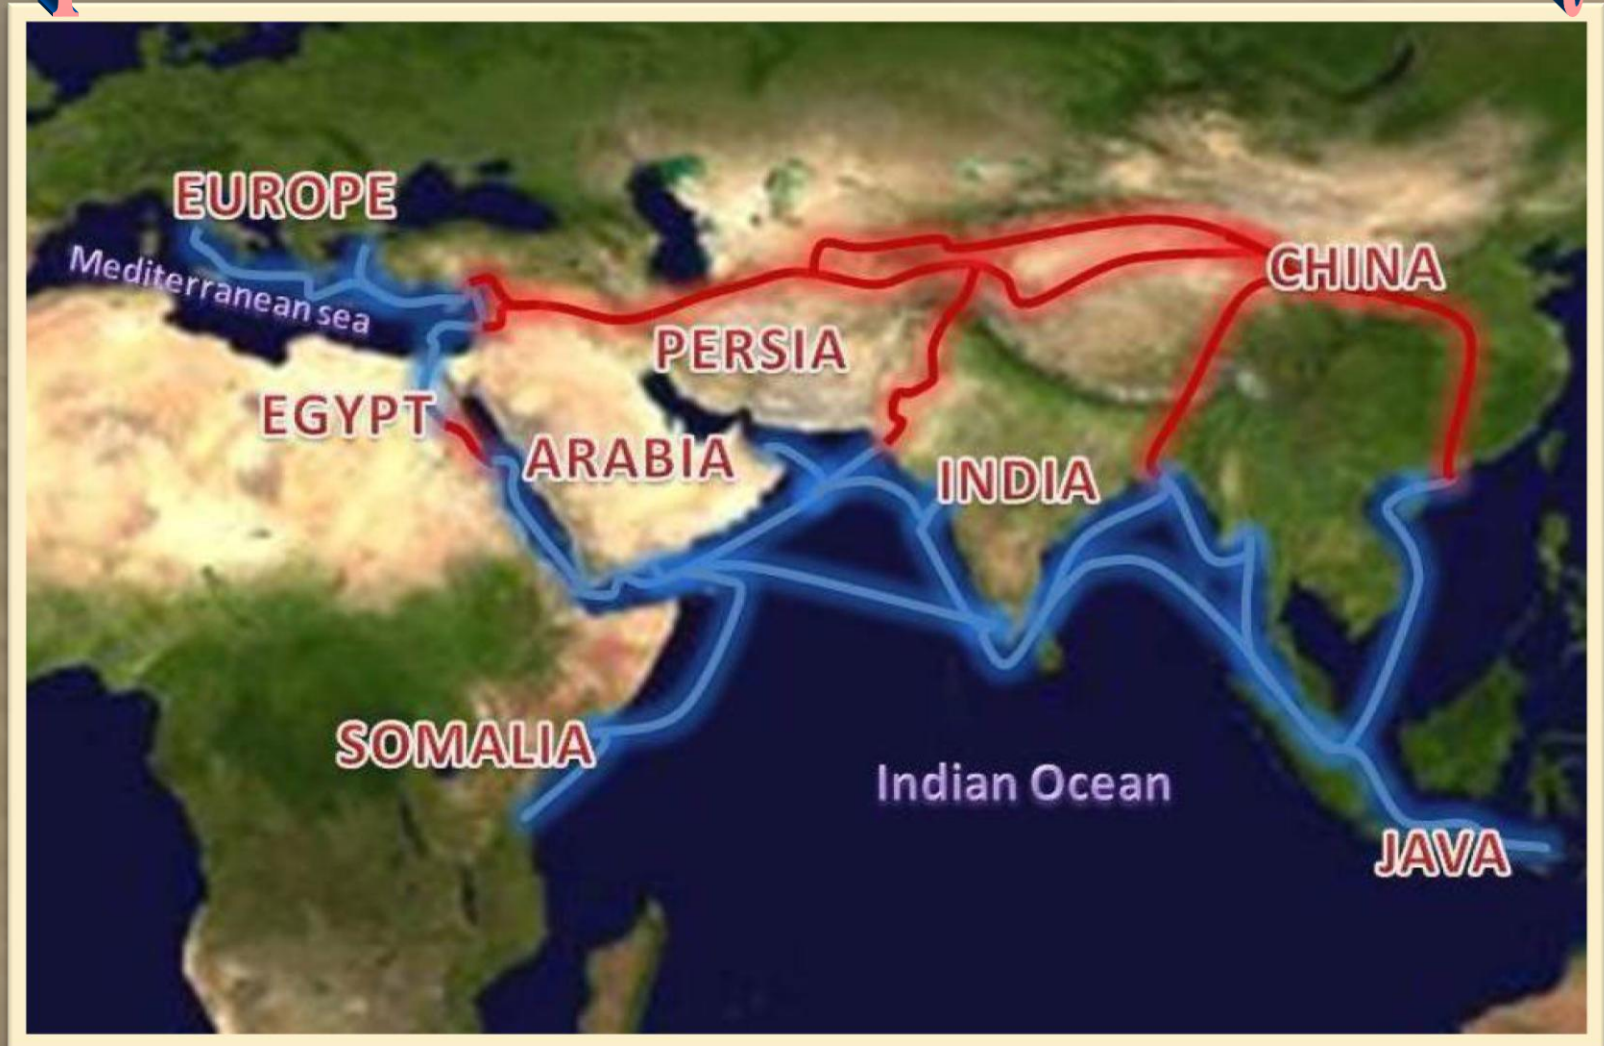 EUROPE
Mediterranean sea
CHINA
PERSIA
EGYPT
ARABIA
INDIA
SOMALIA
Indian Ocean
JAVA